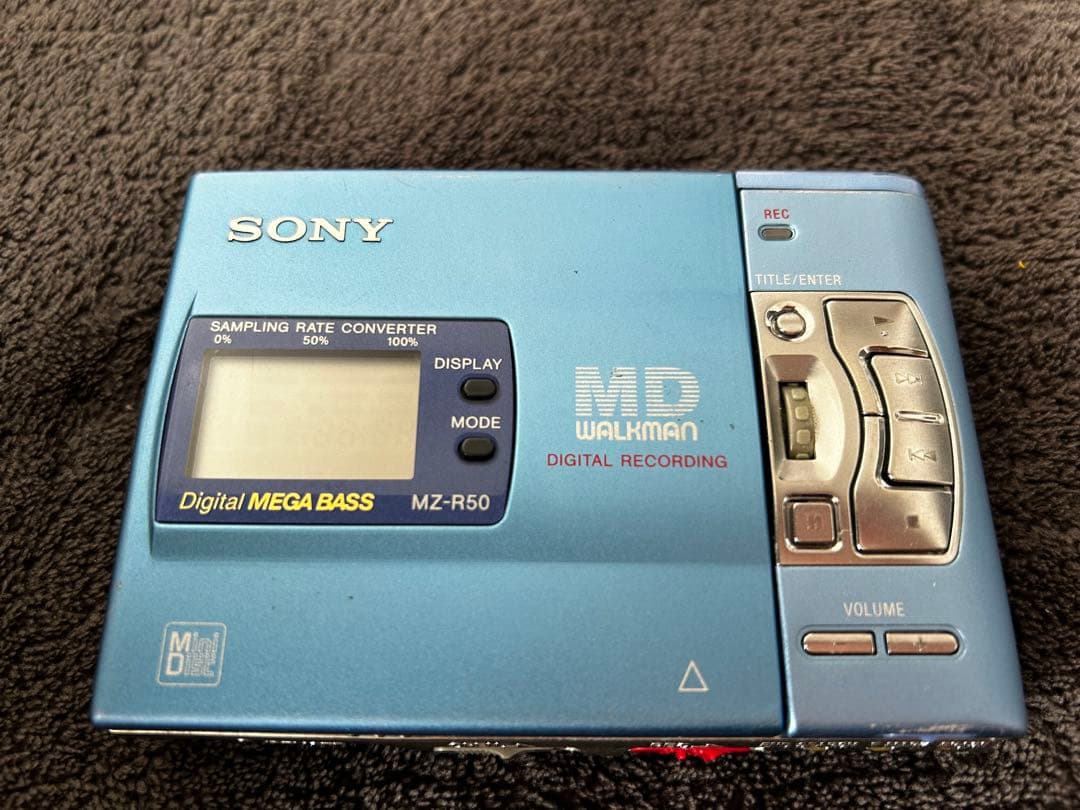 SONY
REC
TITLE/ENTER
SAMPLING RATE CONVERTER
0% 50% 100%
DISPLAY
MODE
Digital MEGA BASS MZ-R50
MD
WALKMAN
DIGITAL RECORDING
VOLUME
- +
MiniDisc